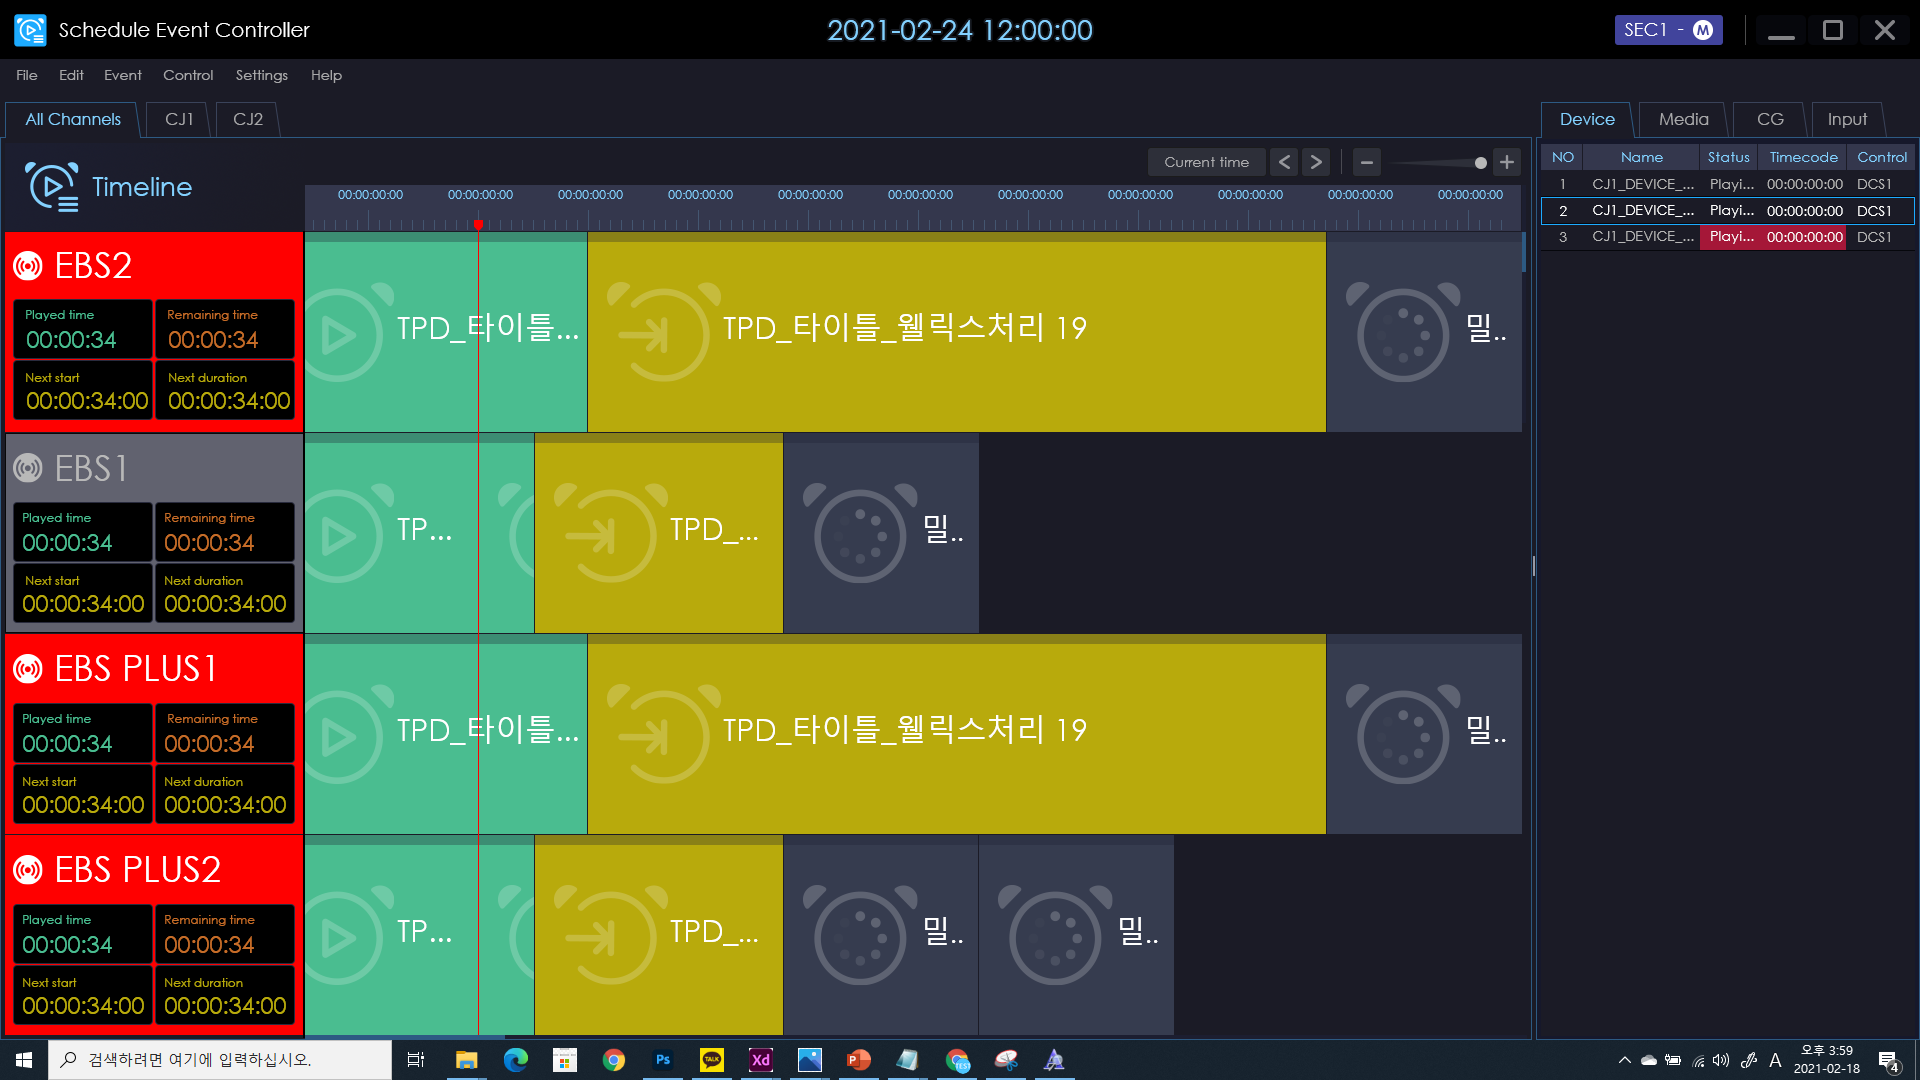 Schedule Event Controller
2021-02-24 12:00:00
SEC1 - M
File Edit Event Control Settings Help
All Channels CJ1 CJ2
Device Media CG Input
Timeline
Current time
00:00:00:00 00:00:00:00 00:00:00:00 00:00:00:00 00:00:00:00 00:00:00:00 00:00:00:00 00:00:00:00 00:00:00:00 00:00:00:00 00:00:00:00
NO Name Status Timecode Control
1 CJ1_DEVICE_... Playi... 00:00:00:00 DCS1
2 CJ1_DEVICE_... Playi... 00:00:00:00 DCS1
3 CJ1_DEVICE_... Playi... 00:00:00:00 DCS1
EBS2
Played time Remaining time
00:00:34 00:00:34
Next start Next duration
00:00:34:00 00:00:34:00
TPD_타이틀... TPD_타이틀_웰릭스처리 19 밀..
EBS1
Played time Remaining time
00:00:34 00:00:34
Next start Next duration
00:00:34:00 00:00:34:00
TP... TPD_... 밀..
EBS PLUS1
Played time Remaining time
00:00:34 00:00:34
Next start Next duration
00:00:34:00 00:00:34:00
TPD_타이틀... TPD_타이틀_웰릭스처리 19 밀..
EBS PLUS2
Played time Remaining time
00:00:34 00:00:34
Next start Next duration
00:00:34:00 00:00:34:00
TP... TPD_... 밀.. 밀..
검색하려면 여기에 입력하십시오.
Ps TALK Xd P TEST
A
오후 3:59
2021-02-18
4